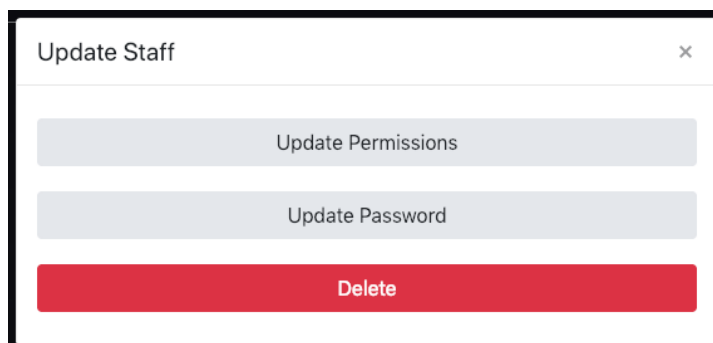 Update Staff ×
Update Permissions
Update Password
Delete